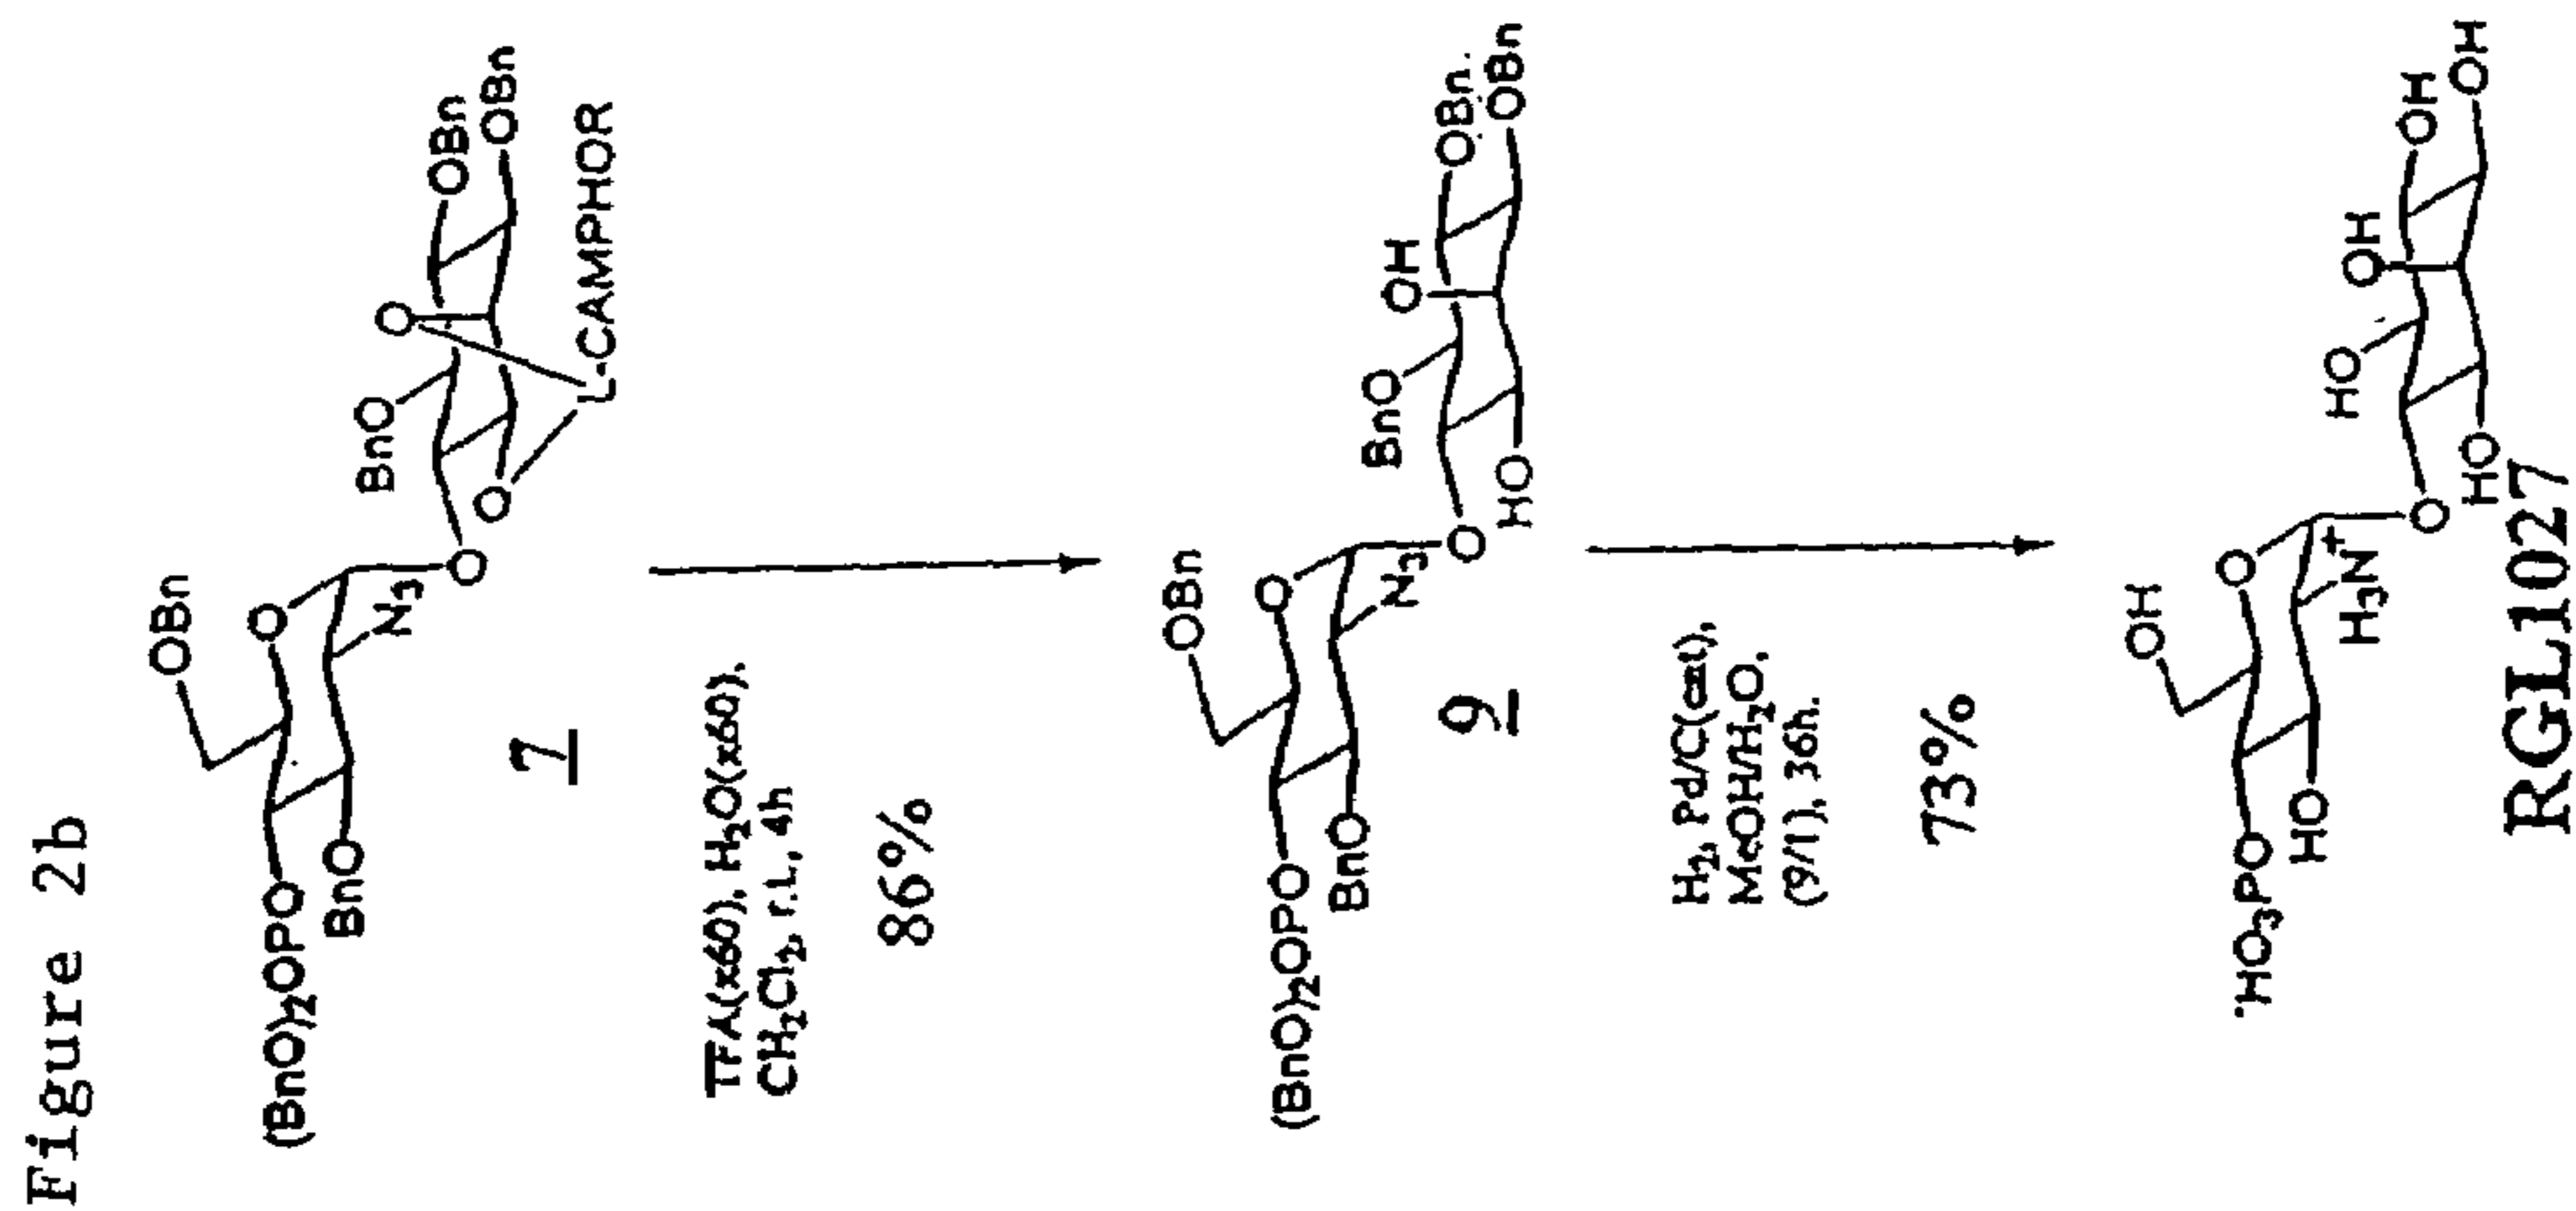 Figure 2b
OBn
O
(BnO)₂OPO
BnO
N₃
O
BnO
O
OBn
OBn
O
L-CAMPHOR
7
TFA(x60), H₂O(x60),
CH₂Cl₂, r.t., 4h
86%
OBn
O
(BnO)₂OPO
BnO
N₃
O
BnO
OH
OBn
OBn
HO
9
H₂, Pd/C(cat),
MeOH/H₂O,
(9/1), 36h.
73%
OH
O
⁻HO₃PO
HO
H₃N⁺
O
HO
OH
OH
OH
HO
RGL1027